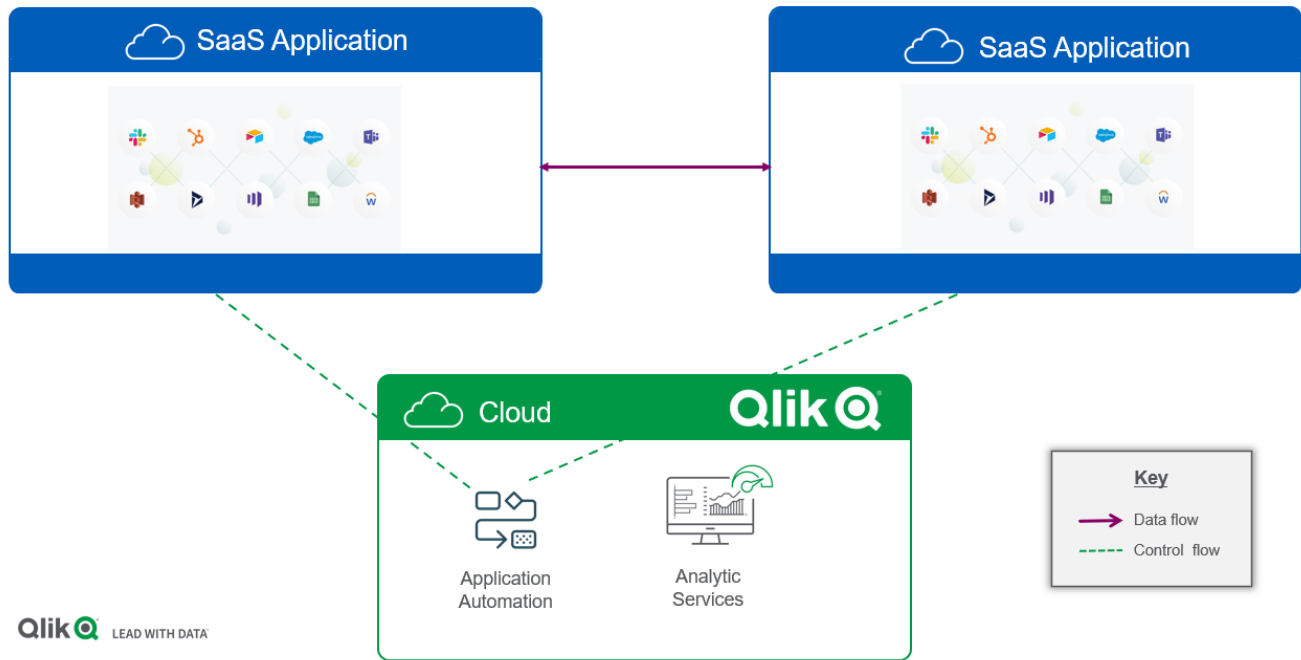 SaaS Application
SaaS Application
Cloud
Qlik
Application
Automation
Analytic
Services
Key
Data flow
Control flow
Qlik LEAD WITH DATA